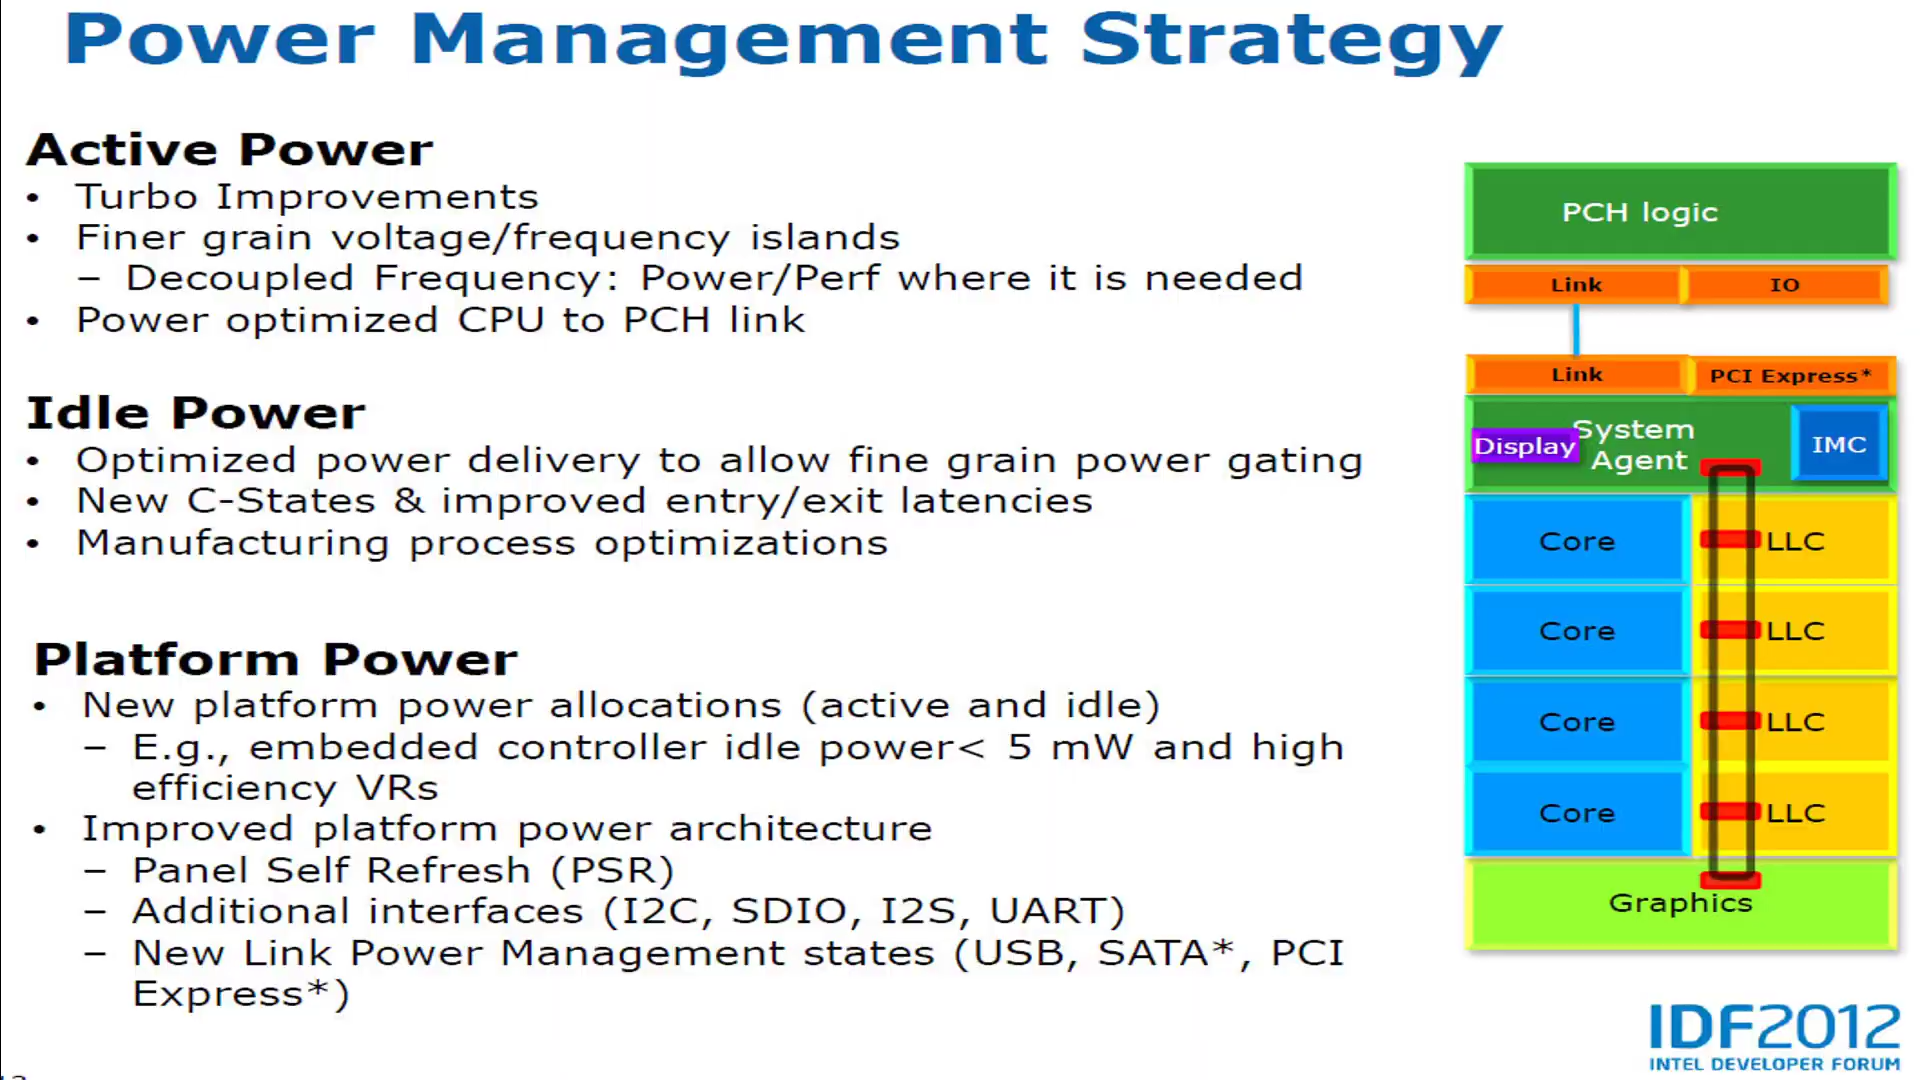 Power Management Strategy
Active Power
• Turbo Improvements
• Finer grain voltage/frequency islands
– Decoupled Frequency: Power/Perf where it is needed
• Power optimized CPU to PCH link
Idle Power
• Optimized power delivery to allow fine grain power gating
• New C-States & improved entry/exit latencies
• Manufacturing process optimizations
Platform Power
• New platform power allocations (active and idle)
– E.g., embedded controller idle power< 5 mW and high
efficiency VRs
• Improved platform power architecture
– Panel Self Refresh (PSR)
– Additional interfaces (I2C, SDIO, I2S, UART)
– New Link Power Management states (USB, SATA*, PCI
Express*)
PCH logic
Link IO
Link PCI Express*
Display
System
Agent
IMC
Core LLC
Core LLC
Core LLC
Core LLC
Graphics
IDF2012
INTEL DEVELOPER FORUM